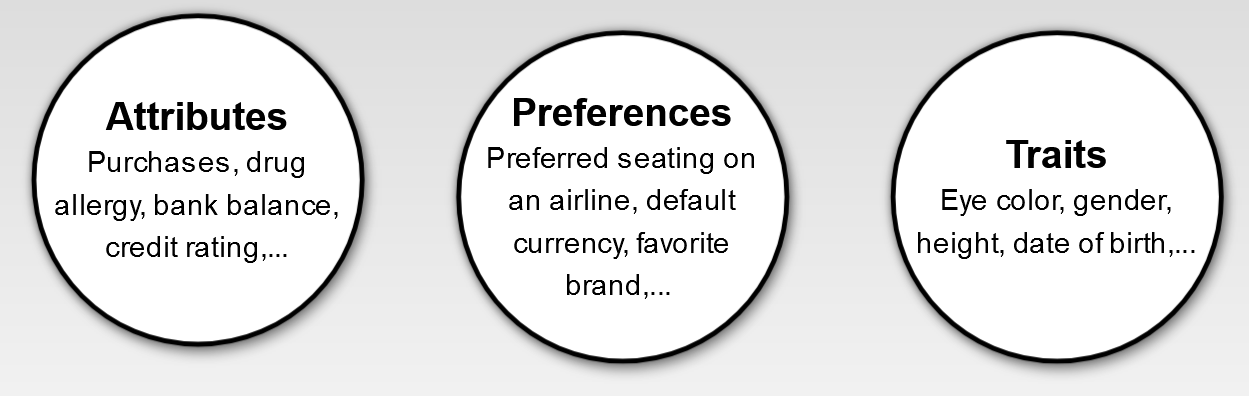 Attributes
Purchases, drug
allergy, bank balance,
credit rating,...
Preferences
Preferred seating on
an airline, default
currency, favorite
brand,...
Traits
Eye color, gender,
height, date of birth,...